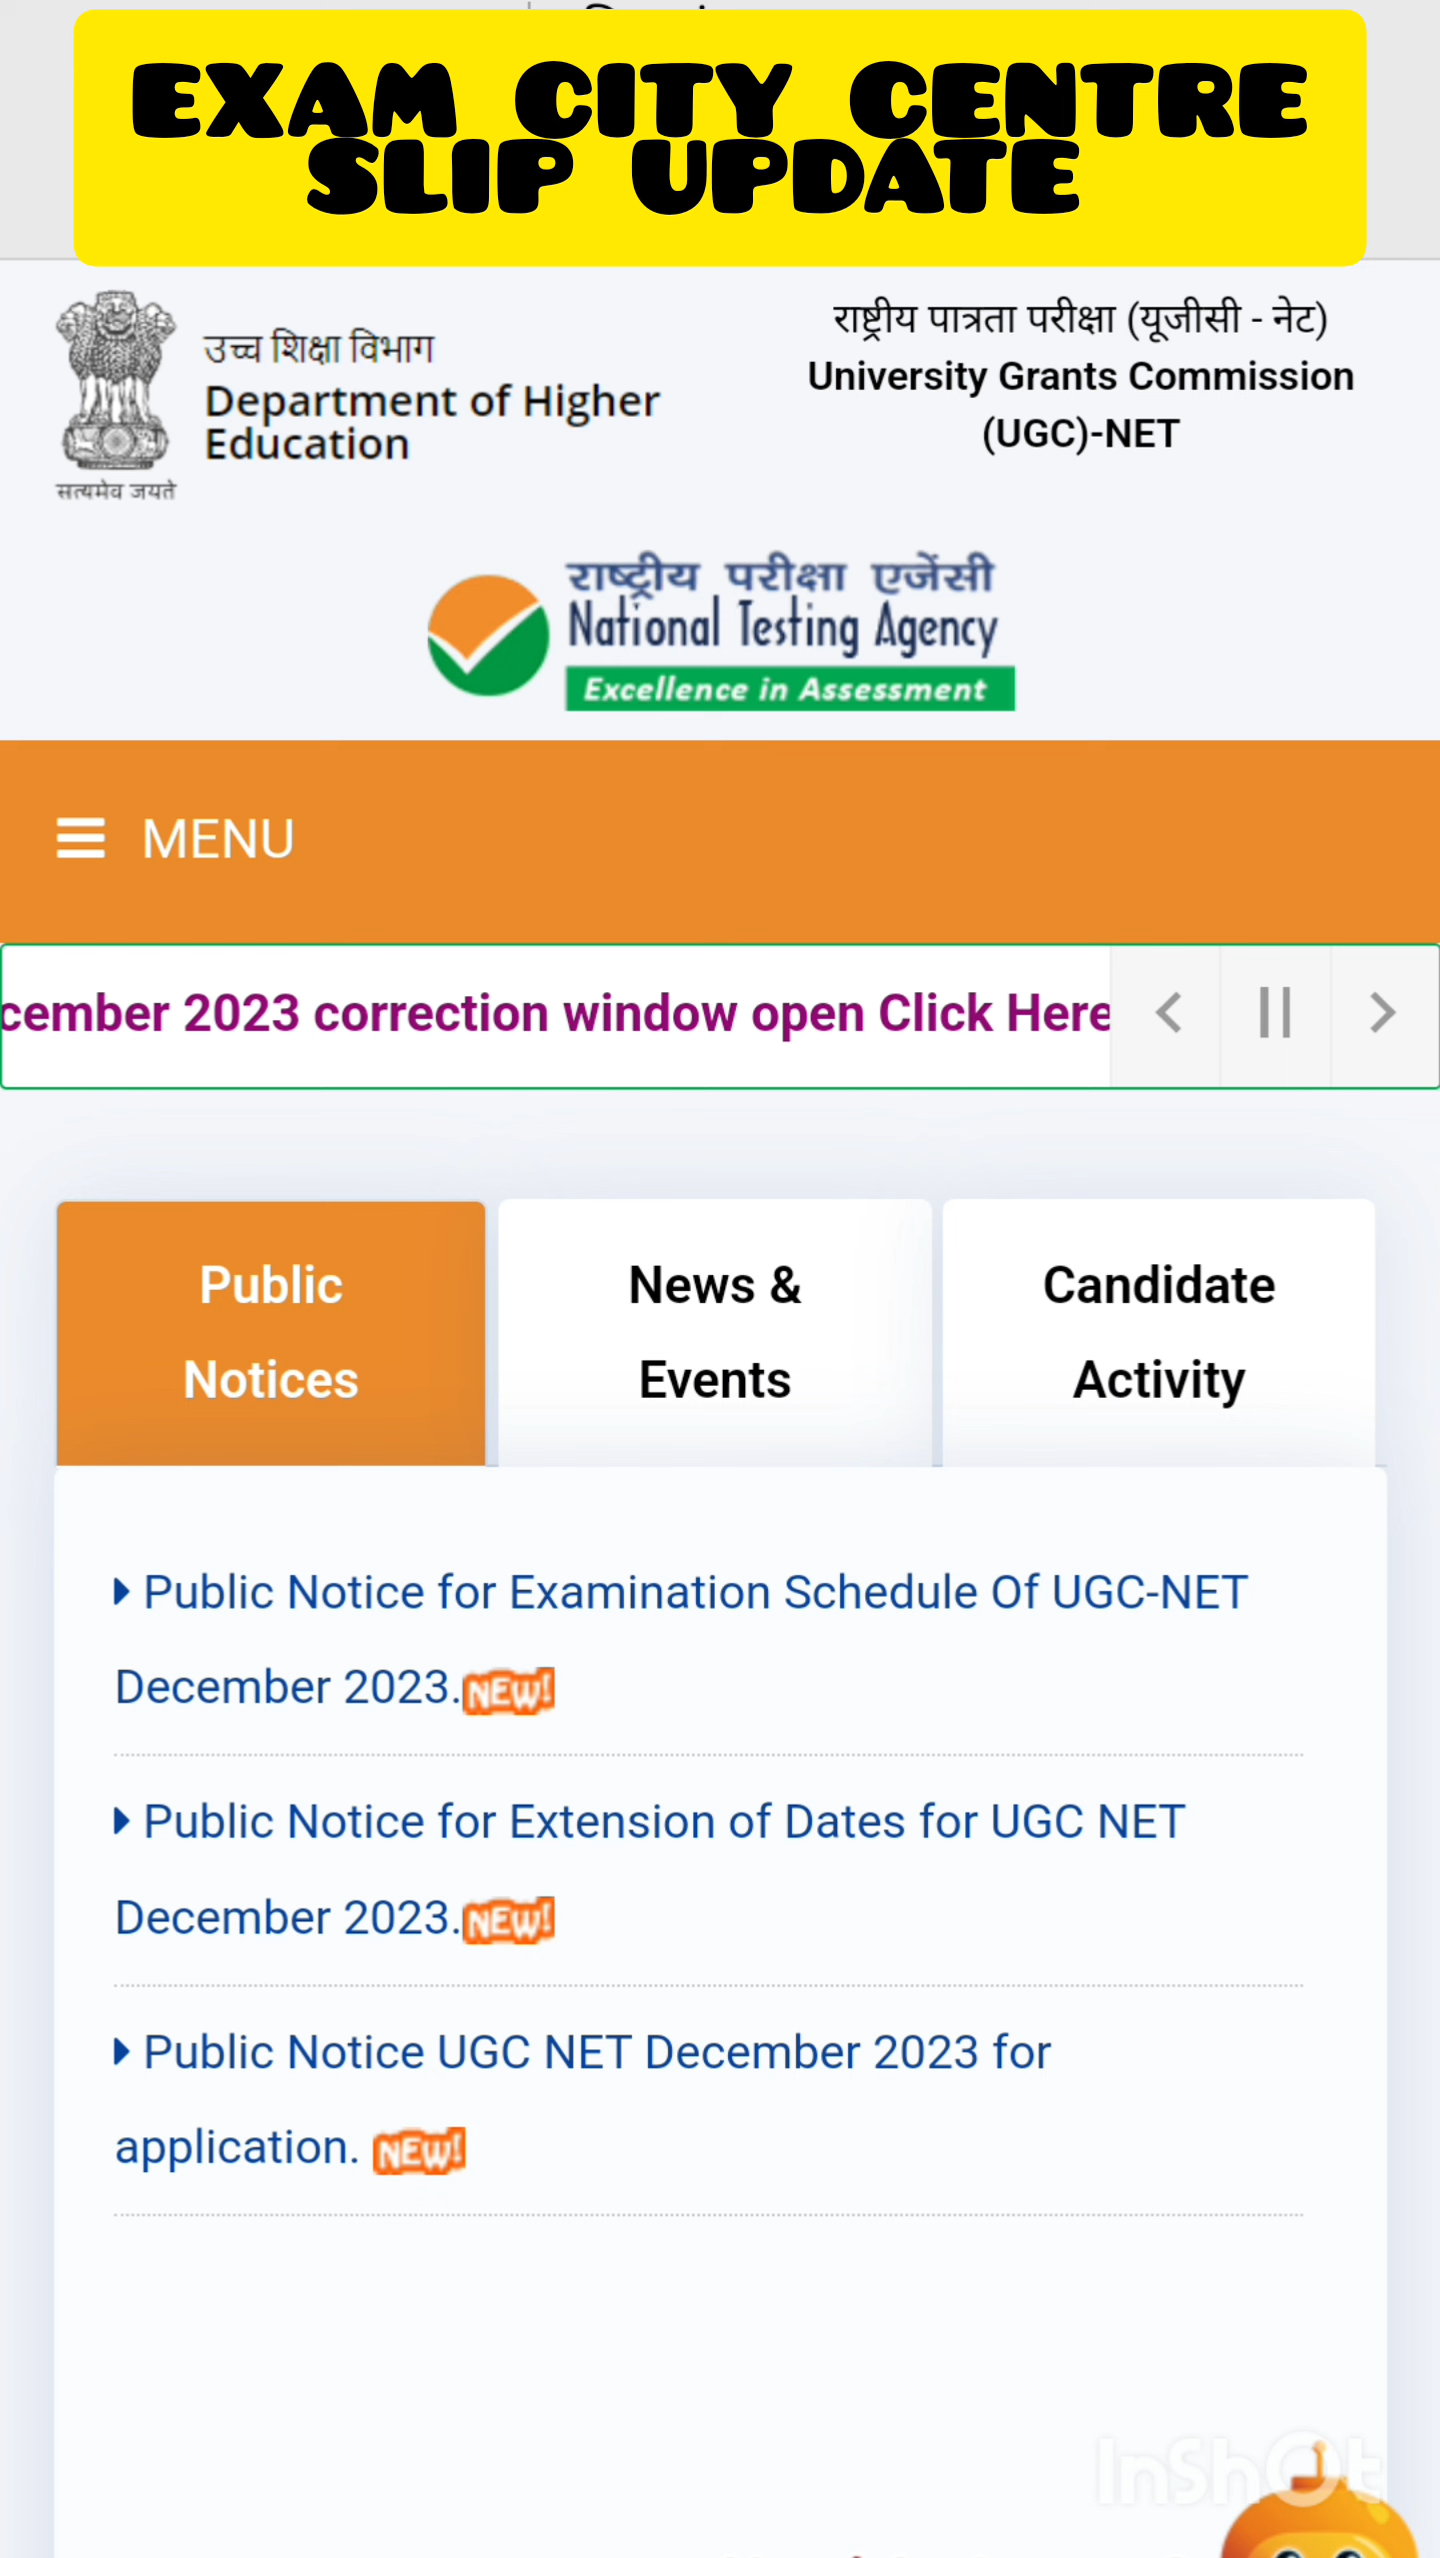 EXAM CITY CENTRE
SLIP UPDATE
उच्च शिक्षा विभाग
Department of Higher
Education
सत्यमेव जयते
राष्ट्रीय पात्रता परीक्षा (यूजीसी - नेट)
University Grants Commission
(UGC)-NET
राष्ट्रीय परीक्षा एजेंसी
National Testing Agency
Excellence in Assessment
MENU
cember 2023 correction window open Click Here
Public
Notices
News &
Events
Candidate
Activity
Public Notice for Examination Schedule Of UGC-NET
December 2023. NEW!
Public Notice for Extension of Dates for UGC NET
December 2023. NEW!
Public Notice UGC NET December 2023 for
application. NEW!
InShOt